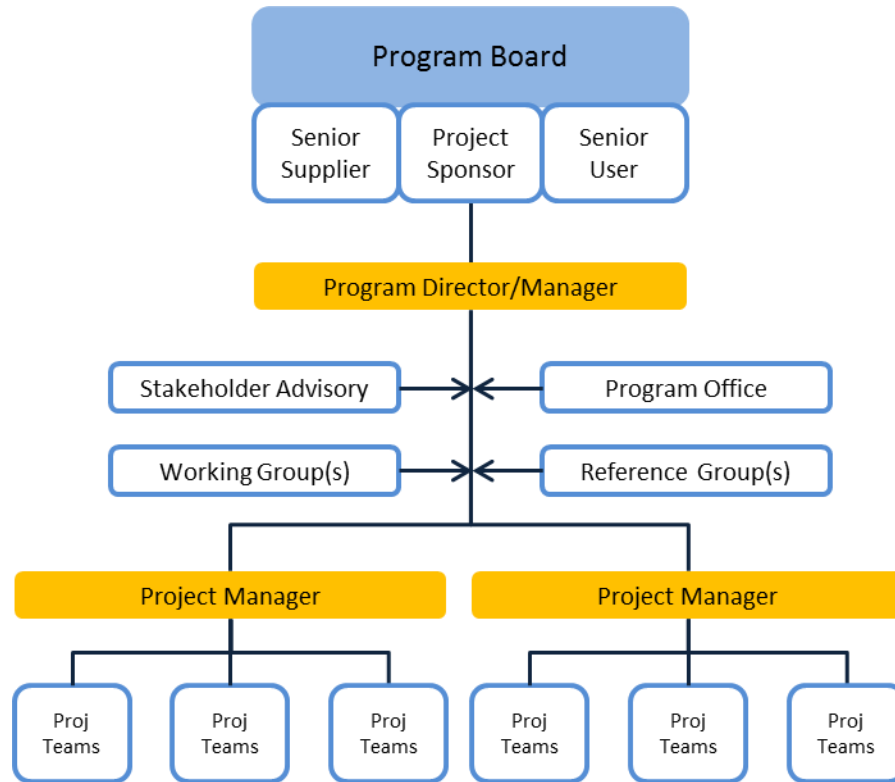 Program Board
Senior
Supplier
Project
Sponsor
Senior
User
Program Director/Manager
Stakeholder Advisory
Program Office
Working Group(s)
Reference Group(s)
Project Manager
Project Manager
Proj
Teams
Proj
Teams
Proj
Teams
Proj
Teams
Proj
Teams
Proj
Teams